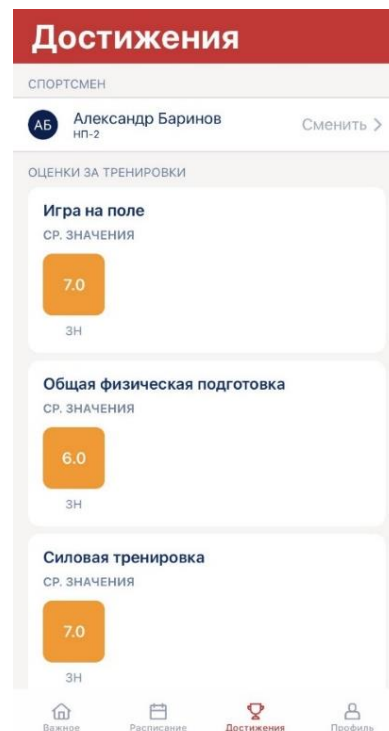 Достижения
СПОРТСМЕН
АБ
Александр Баринов
НП-2
Сменить >
ОЦЕНКИ ЗА ТРЕНИРОВКИ
Игра на поле
СР. ЗНАЧЕНИЯ
7.0
ЗН
Общая физическая подготовка
СР. ЗНАЧЕНИЯ
6.0
ЗН
Силовая тренировка
СР. ЗНАЧЕНИЯ
7.0
ЗН
Важное
Расписание
Достижения
Профиль